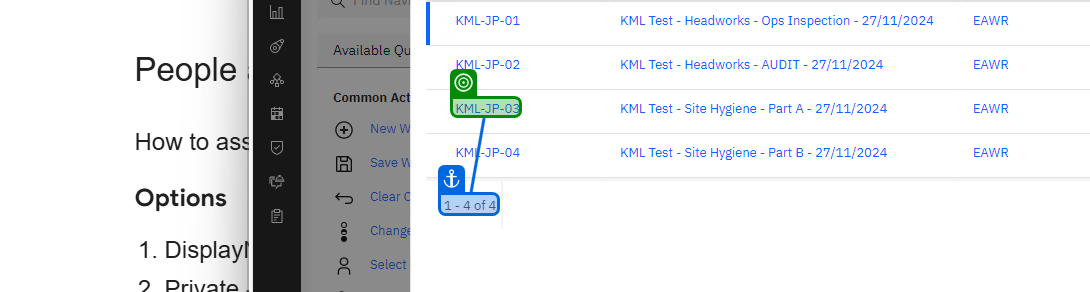 Find Navi
KML-JP-01 KML Test - Headworks - Ops Inspection - 27/11/2024 EAWR
Available Qu
People
KML-JP-02 KML Test - Headworks - AUDIT - 27/11/2024 EAWR
Common Act
KML-JP-03 KML Test - Site Hygiene - Part A - 27/11/2024 EAWR
New W
How to ass
KML-JP-04 KML Test - Site Hygiene - Part B - 27/11/2024 EAWR
Save W
Options
Clear C
1 - 4 of 4
Change
1. DisplayN
Select
2. Private